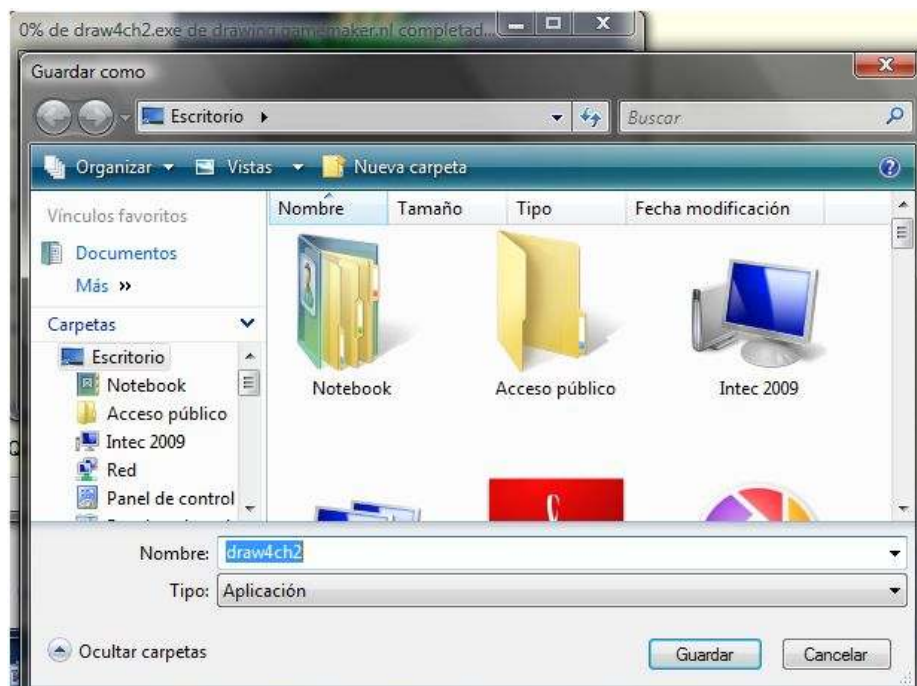 0% de draw4ch2.exe de drawing.gamemaker.nl completad...
Guardar como
Escritorio
Buscar
Organizar Vistas Nueva carpeta
Vínculos favoritos
Documentos
Más »
Carpetas
Escritorio
Notebook
Acceso público
Intec 2009
Red
Panel de control
Nombre Tamaño Tipo Fecha modificación
Notebook Acceso público Intec 2009
Nombre: draw4ch2
Tipo: Aplicación
Ocultar carpetas
Guardar Cancelar